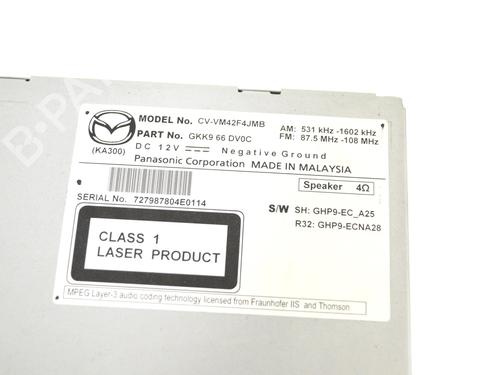 MODEL No. CV-VM42F4JMB
AM: 531 kHz -1602 kHz
PART No. GKK9 66 DV0C
FM: 87.5 MHz -108 MHz
(KA300)
DC 12V Negative Ground
Panasonic Corporation MADE IN MALAYSIA
Speaker 4Ω
SERIAL No. 727987804E0114
S/W SH: GHP9-EC_A25
R32: GHP9-ECNA28
CLASS 1
LASER PRODUCT
MPEG Layer-3 audio coding technology licensed from Fraunhofer IIS and Thomson